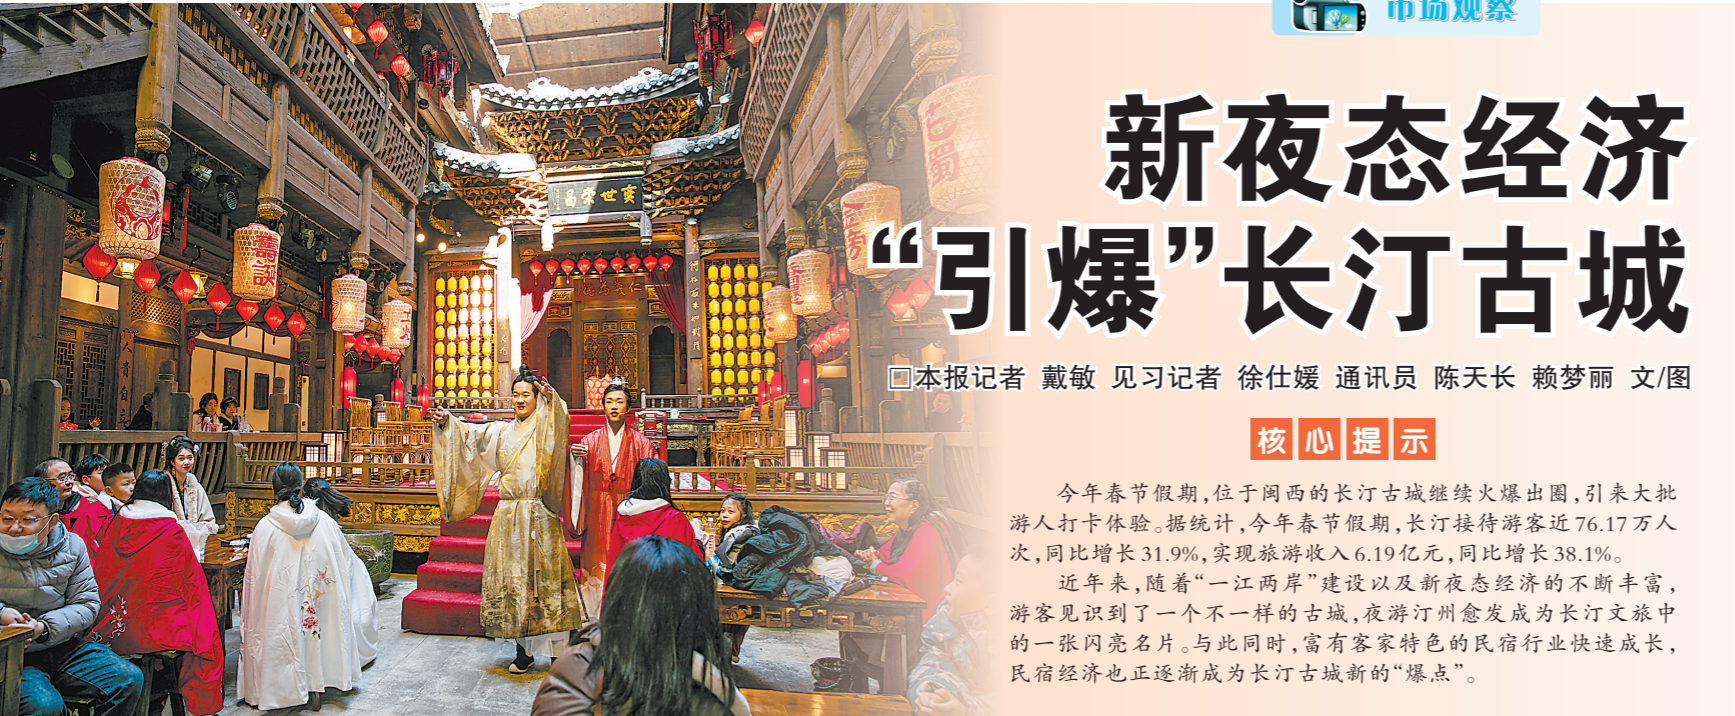 市场观察
新夜态经济
“引爆”长汀古城
□本报记者 戴敏 见习记者 徐仕媛 通讯员 陈天长 赖梦丽 文/图
核心提示
今年春节假期,位于闽西的长汀古城继续火爆出圈,引来大批
游人打卡体验。据统计,今年春节假期,长汀接待游客近76.17万人
次,同比增长31.9%,实现旅游收入6.19亿元,同比增长38.1%。
近年来,随着“一江两岸”建设以及新夜态经济的不断丰富,
游客见识到了一个不一样的古城,夜游汀州愈发成为长汀文旅中
的一张闪亮名片。与此同时,富有客家特色的民宿行业快速成长,
民宿经济也正逐渐成为长汀古城新的“爆点”。
巴蜀
昌荣世奕